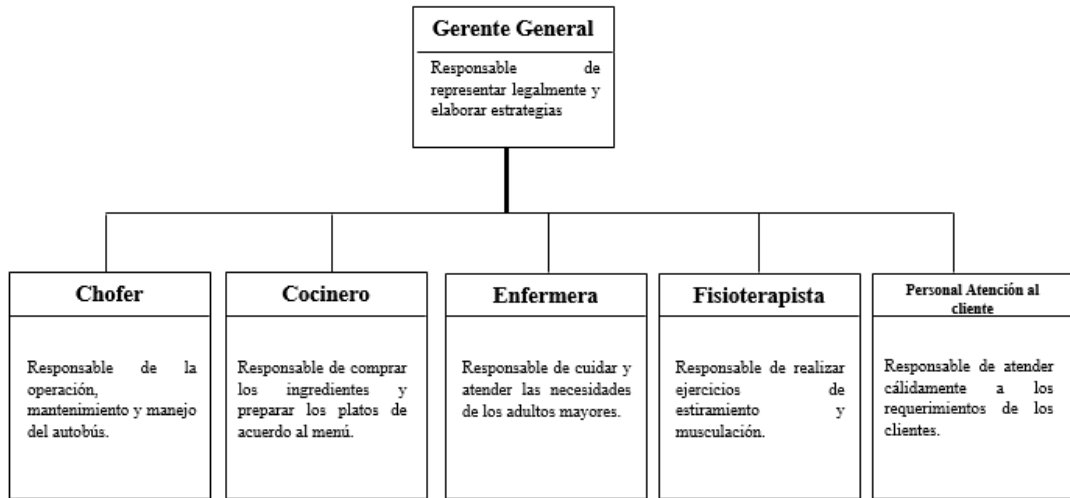 Gerente General
Responsable de
representar legalmente y
elaborar estrategias
Chofer
Responsable de la
operación,
mantenimiento y manejo
del autobús.
Cocinero
Responsable de comprar
los ingredientes y
preparar los platos de
acuerdo al menú.
Enfermera
Responsable de cuidar y
atender las necesidades
de los adultos mayores.
Fisioterapista
Responsable de realizar
ejercicios de
estiramiento y
musculación.
Personal Atención al
cliente
Responsable de atender
cálidamente a los
requerimientos de los
clientes.